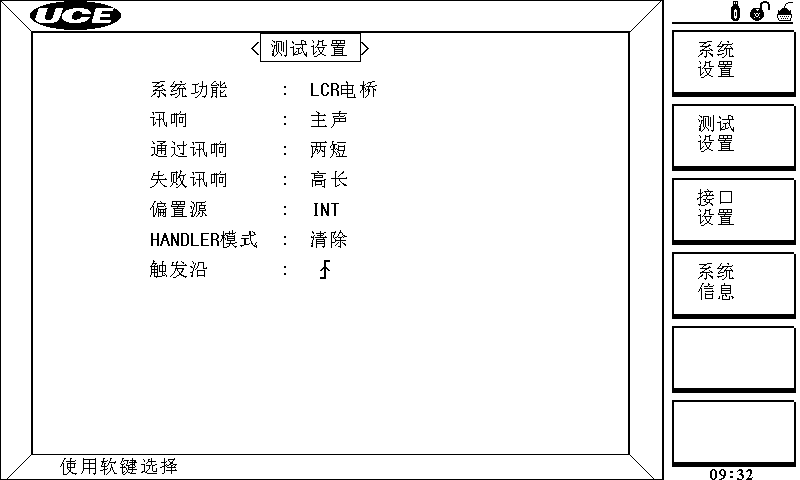 UCE
测试设置
系统功能 : LCR电桥
讯响 : 主声
通过讯响 : 两短
失败讯响 : 高长
偏置源 : INT
HANDLER模式 : 清除
触发沿 :
使用软键选择
系统
设置
测试
设置
接口
设置
系统
信息
09:32